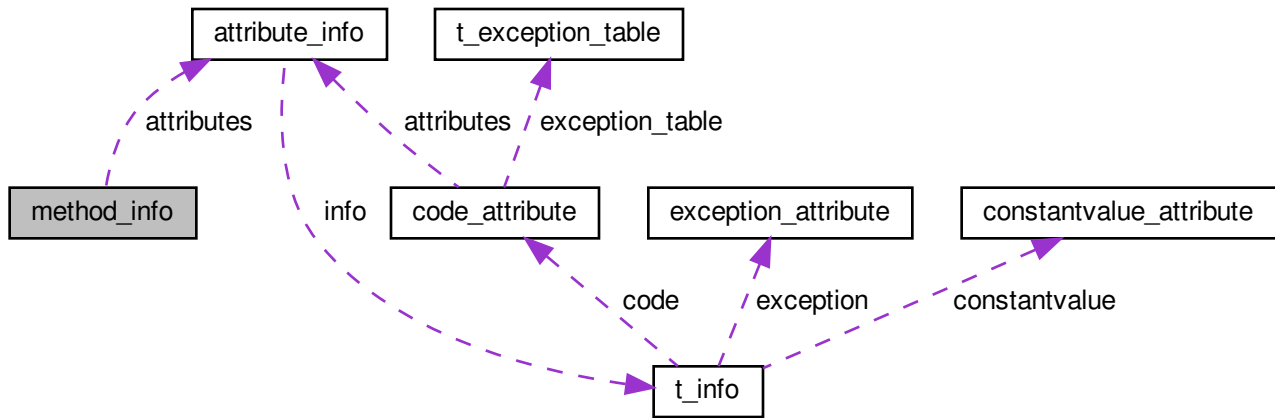 attribute_info
t_exception_table
attributes
attributes
exception_table
method_info
info
code_attribute
exception_attribute
constantvalue_attribute
code
exception
constantvalue
t_info